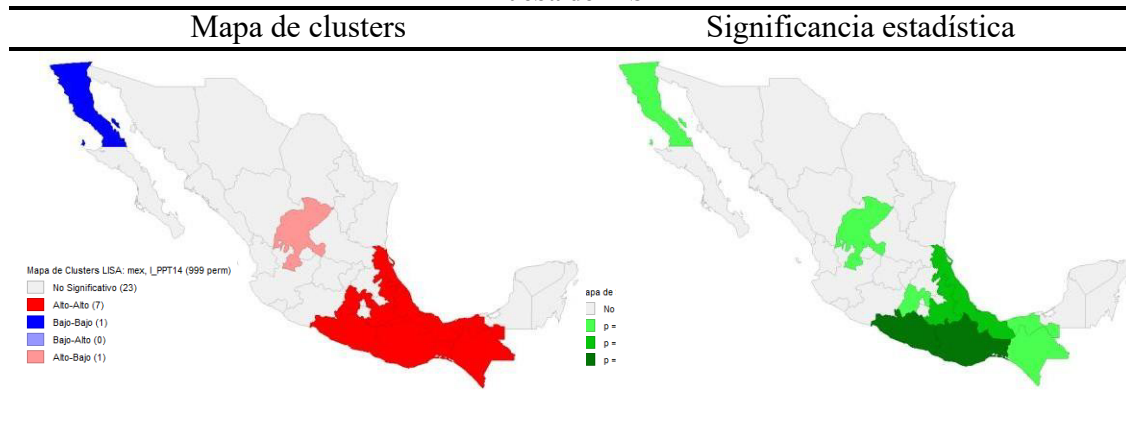 Mapa de clusters
Significancia estadística
Mapa de Clusters LISA: mex, I_PPT14 (999 perm)
No Significativo (23)
Alto-Alto (7)
Bajo-Bajo (1)
Bajo-Alto (0)
Alto-Bajo (1)
apa de
No
p =
p =
p =